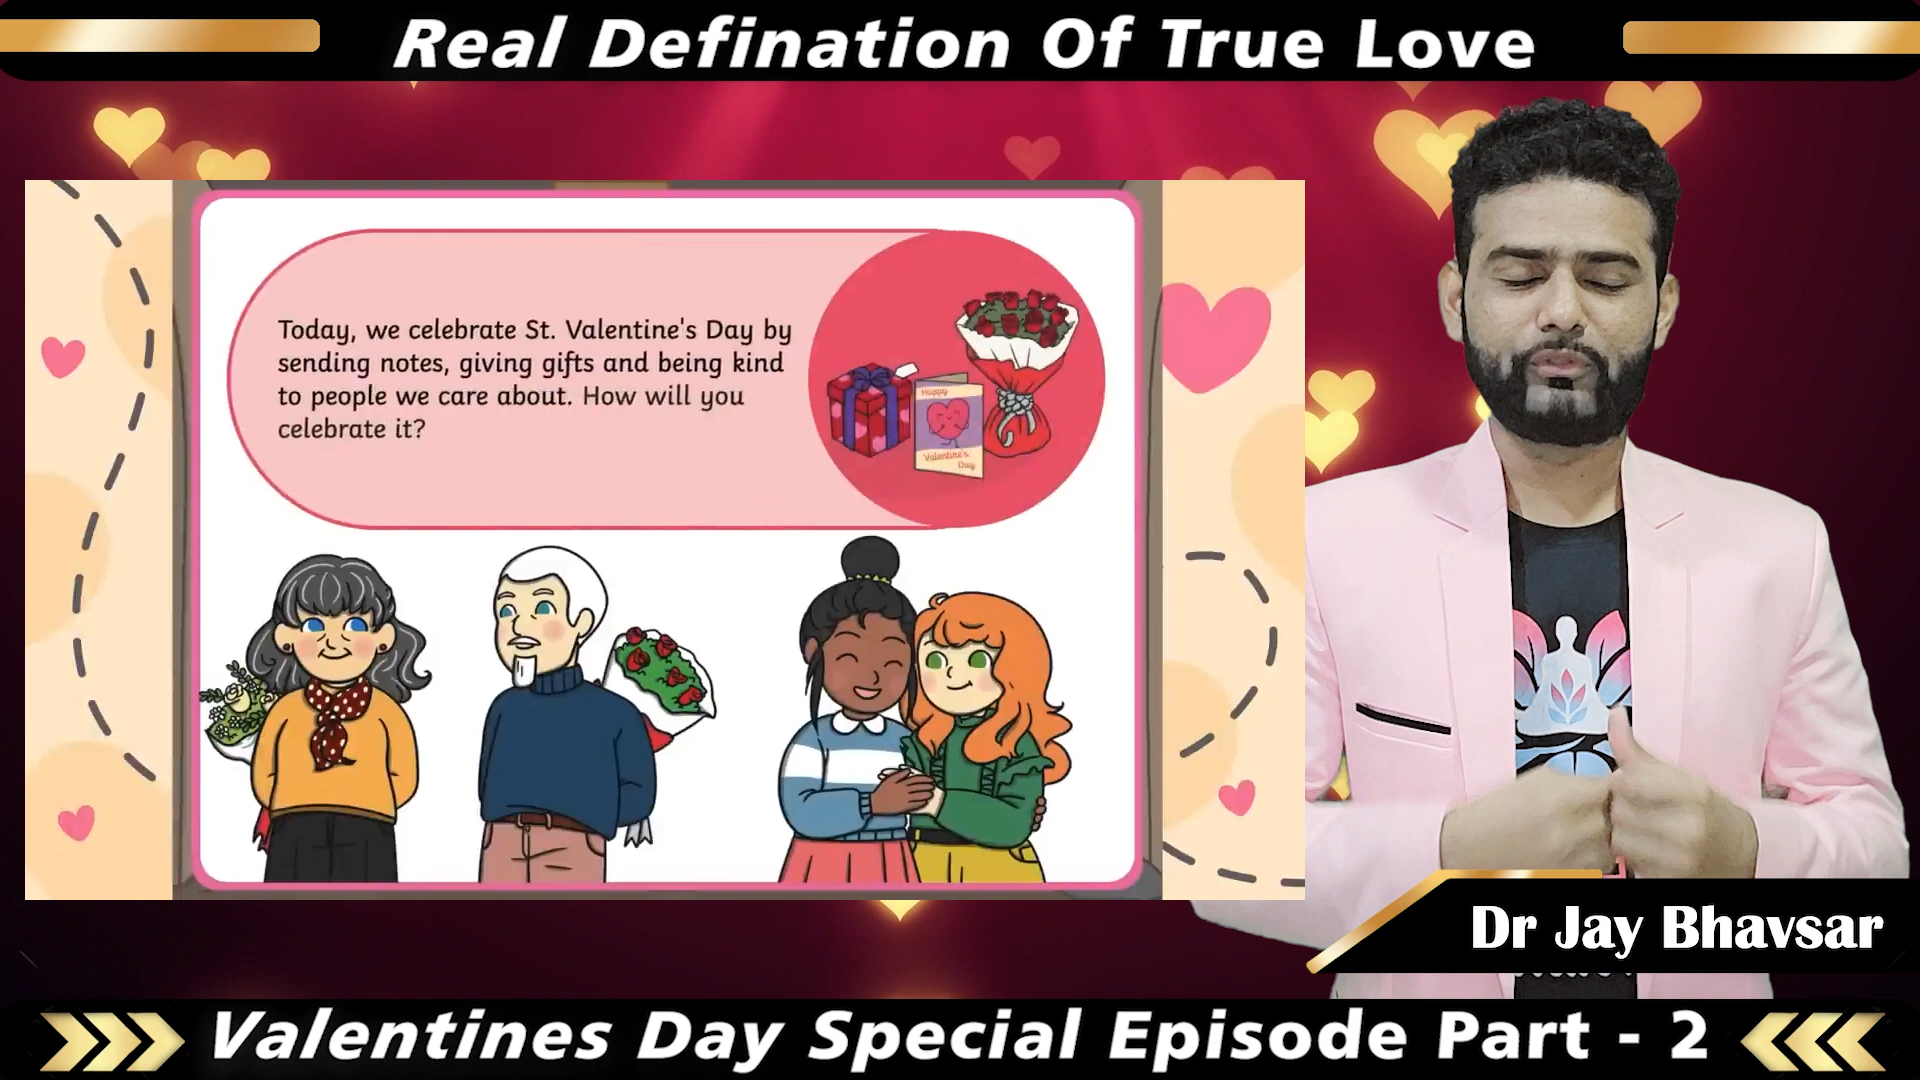 Real Defination Of True Love
Today, we celebrate St. Valentine's Day by
sending notes, giving gifts and being kind
to people we care about. How will you
celebrate it?
Happy
Valentine's
Day
Dr Jay Bhavsar
Valentines Day Special Episode Part - 2